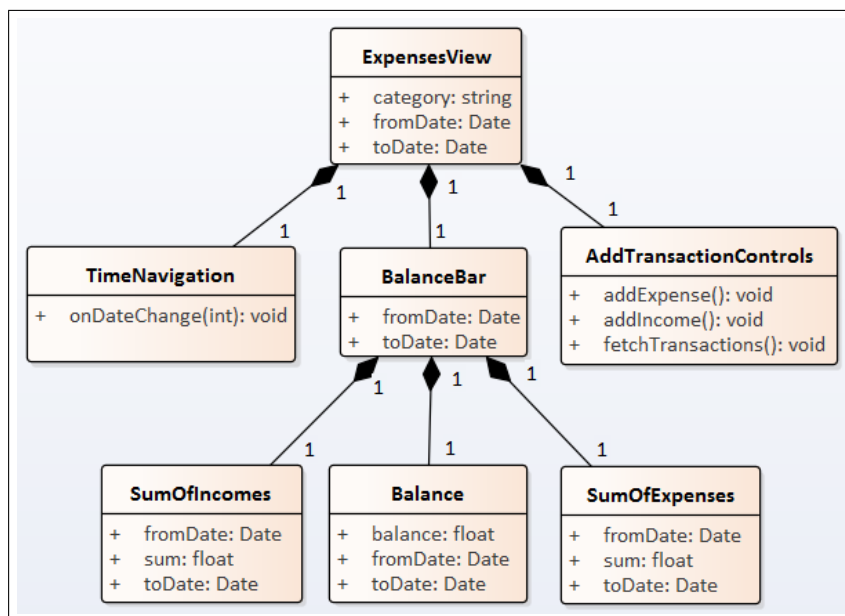 ExpensesView
+ category: string
+ fromDate: Date
+ toDate: Date
1
1
1
1
1
1
TimeNavigation
+ onDateChange(int): void
BalanceBar
+ fromDate: Date
+ toDate: Date
AddTransactionControls
+ addExpense(): void
+ addIncome(): void
+ fetchTransactions(): void
1
1
1
1
1
1
SumOfIncomes
+ fromDate: Date
+ sum: float
+ toDate: Date
Balance
+ balance: float
+ fromDate: Date
+ toDate: Date
SumOfExpenses
+ fromDate: Date
+ sum: float
+ toDate: Date